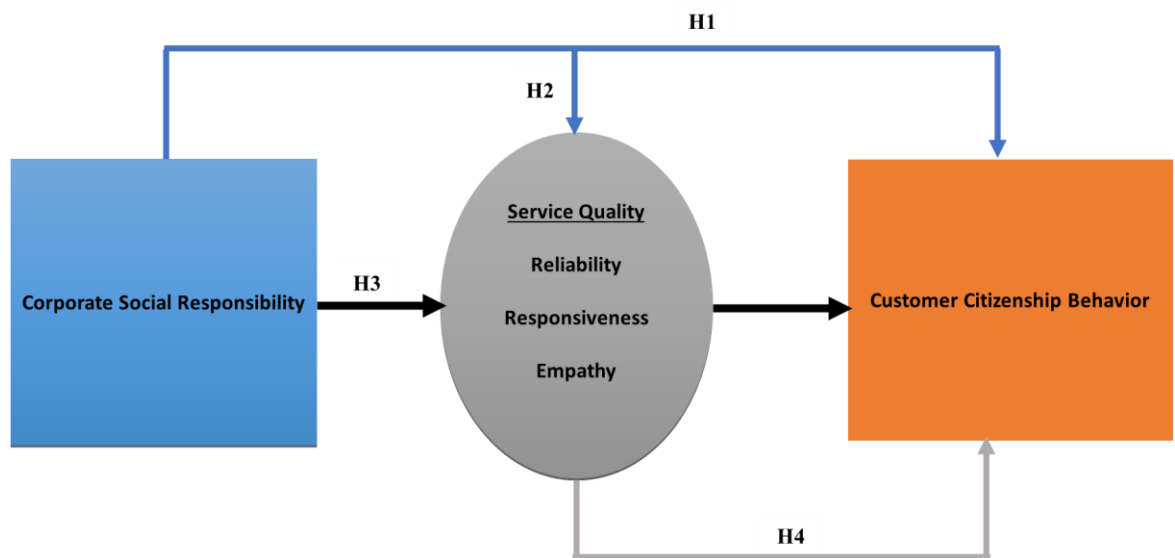 H1
H2
Service Quality
Reliability
H3
Corporate Social Responsibility
Responsiveness
Customer Citizenship Behavior
Empathy
H4